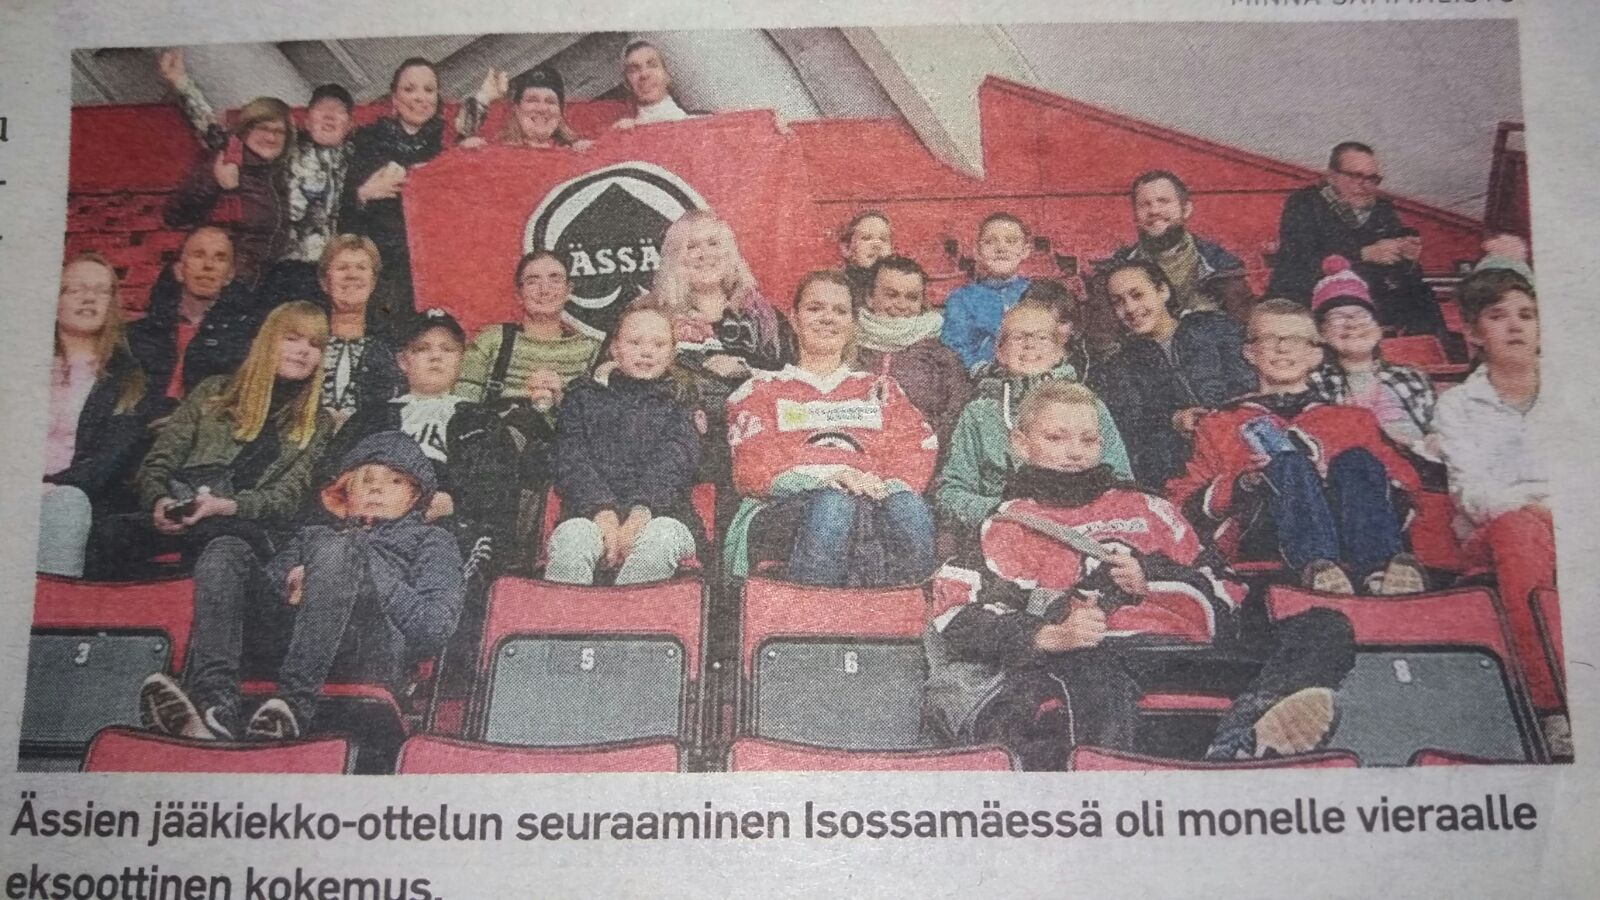 ÄSSÄ
3
5
6
8
Ässien jääkiekko-ottelun seuraaminen Isossamäessä oli monelle vieraalle
eksoottinen kokemus.